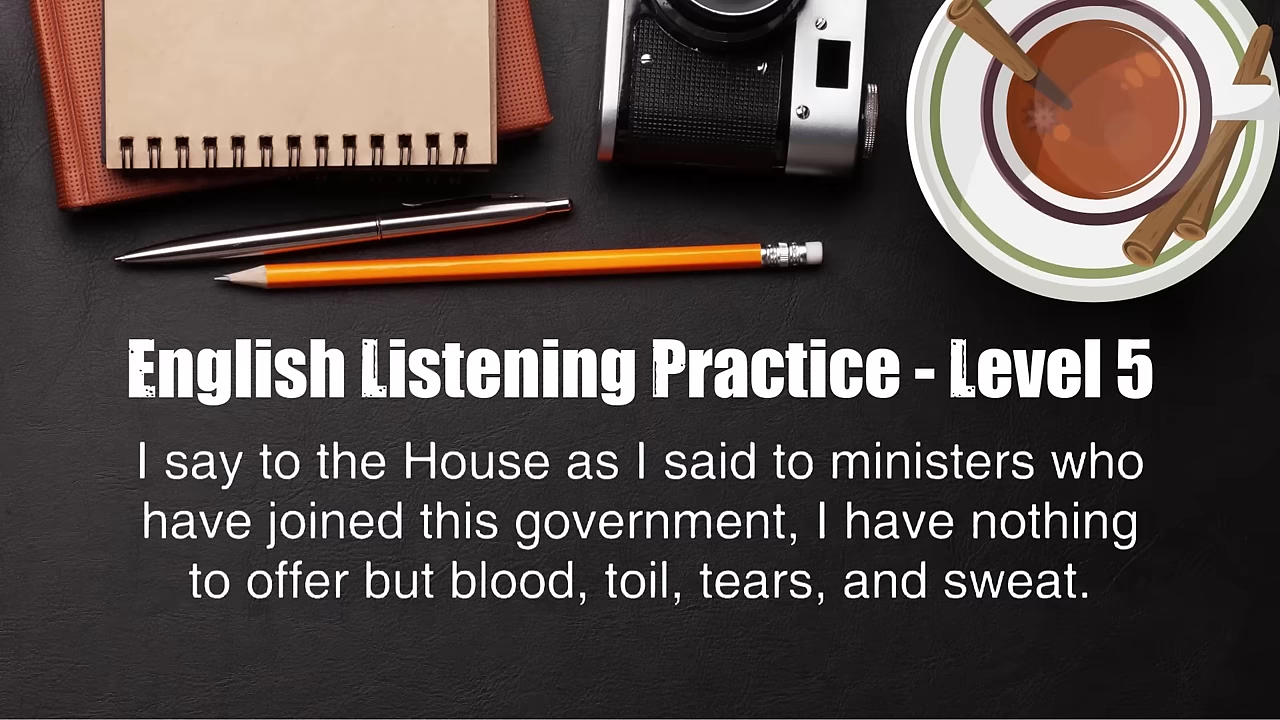 English Listening Practice - Level 5
I say to the House as I said to ministers who
have joined this government, I have nothing
to offer but blood, toil, tears, and sweat.